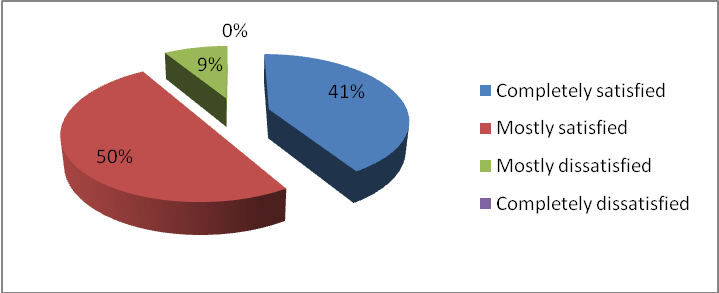 0%
9%
41%
50%
Completely satisfied
Mostly satisfied
Mostly dissatisfied
Completely dissatisfied